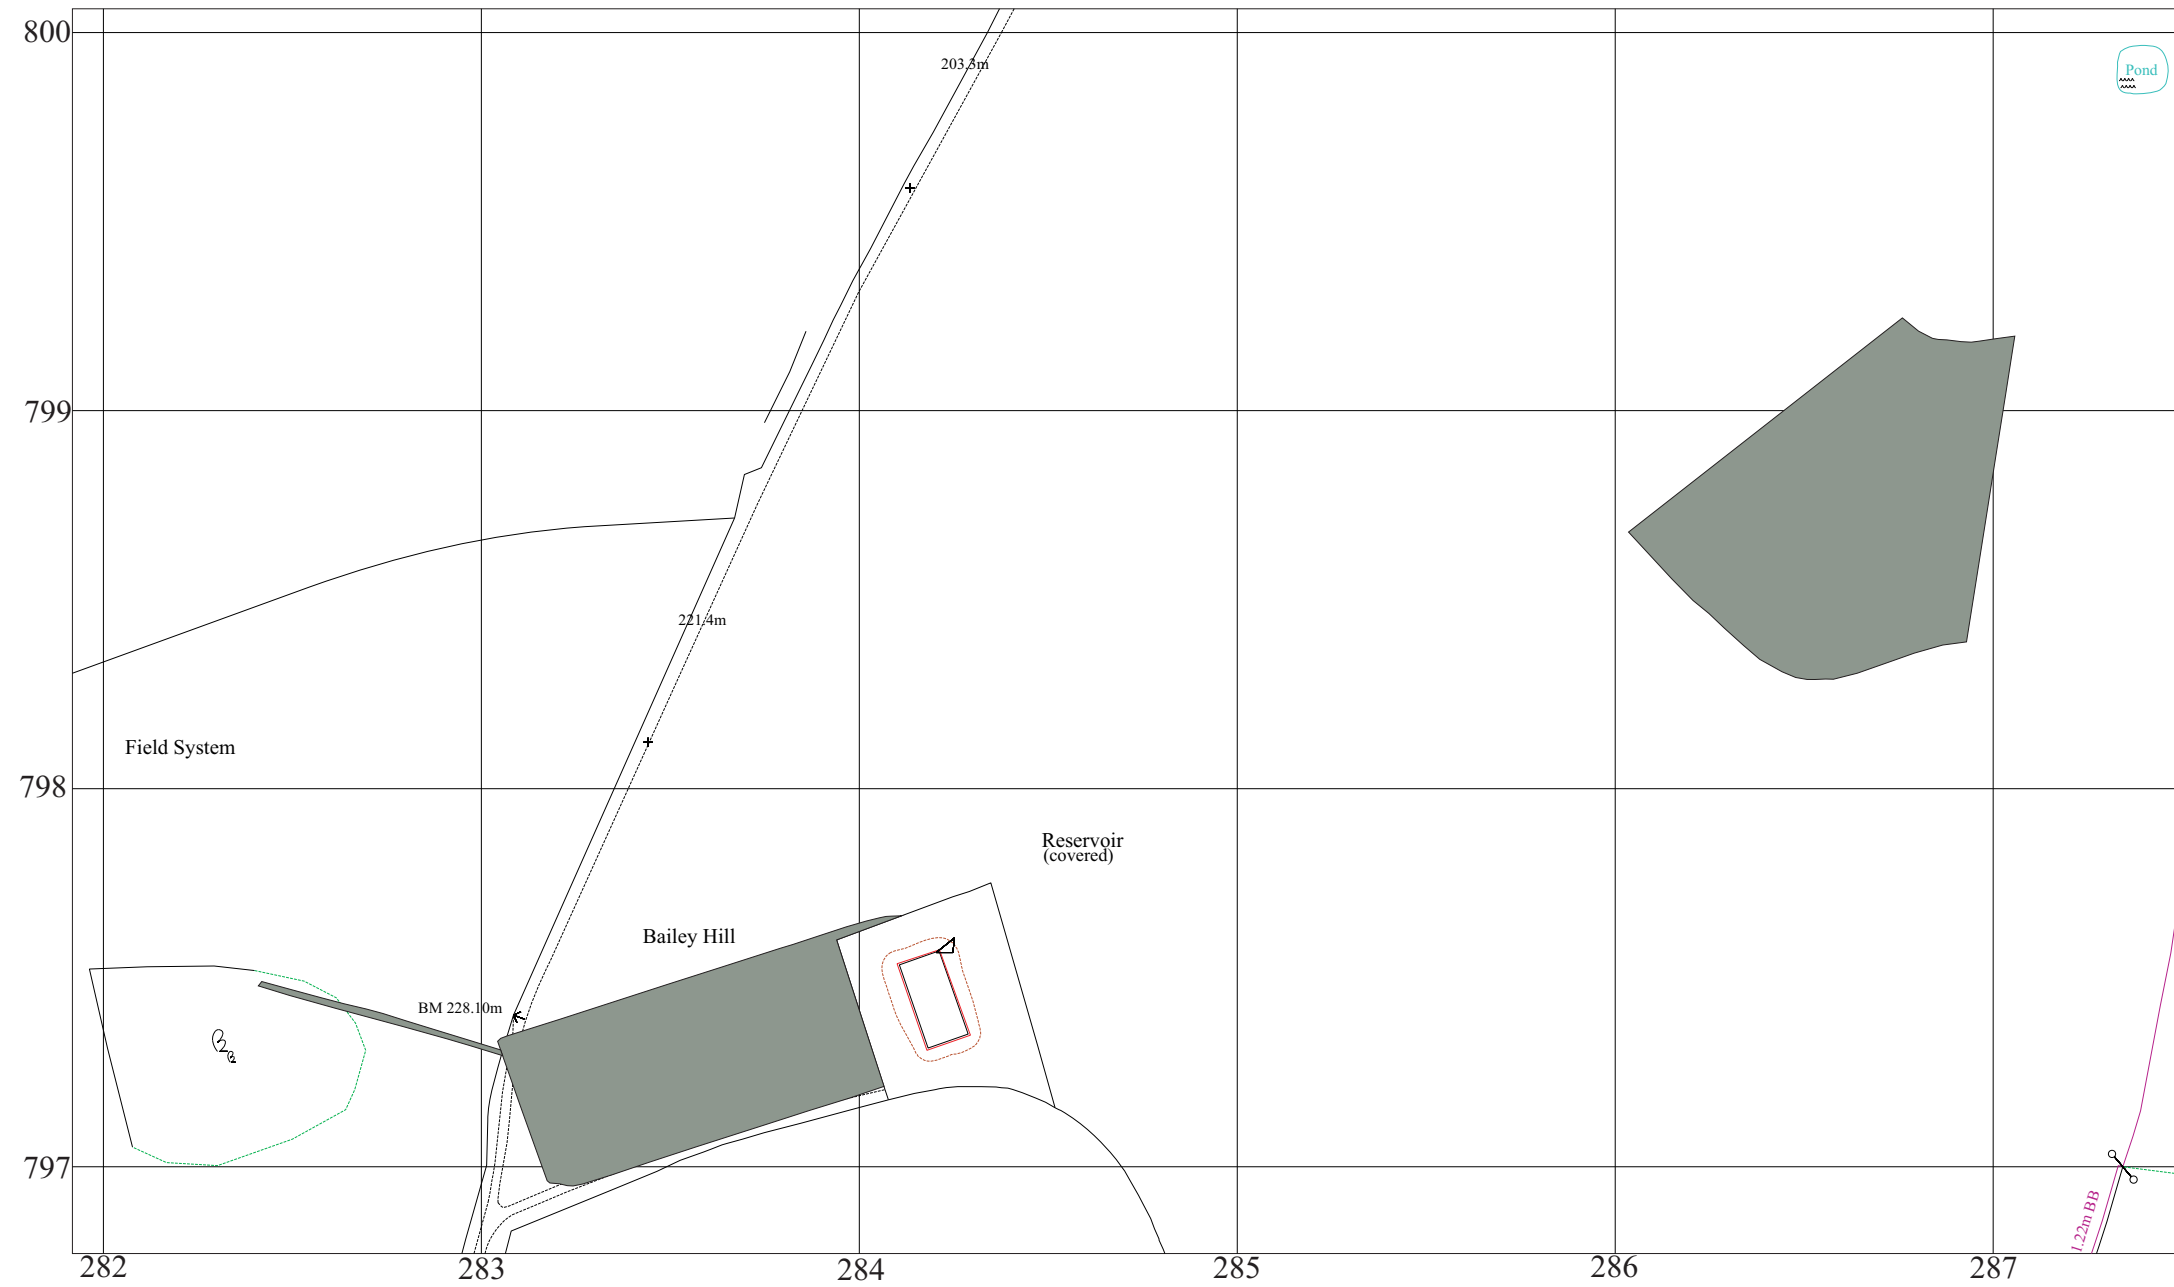 800
203.3m
Pond
799
221.4m
Field System
798
Reservoir
(covered)
Bailey Hill
BM 228.10m
797
1.22m BB
282
283
284
285
286
287